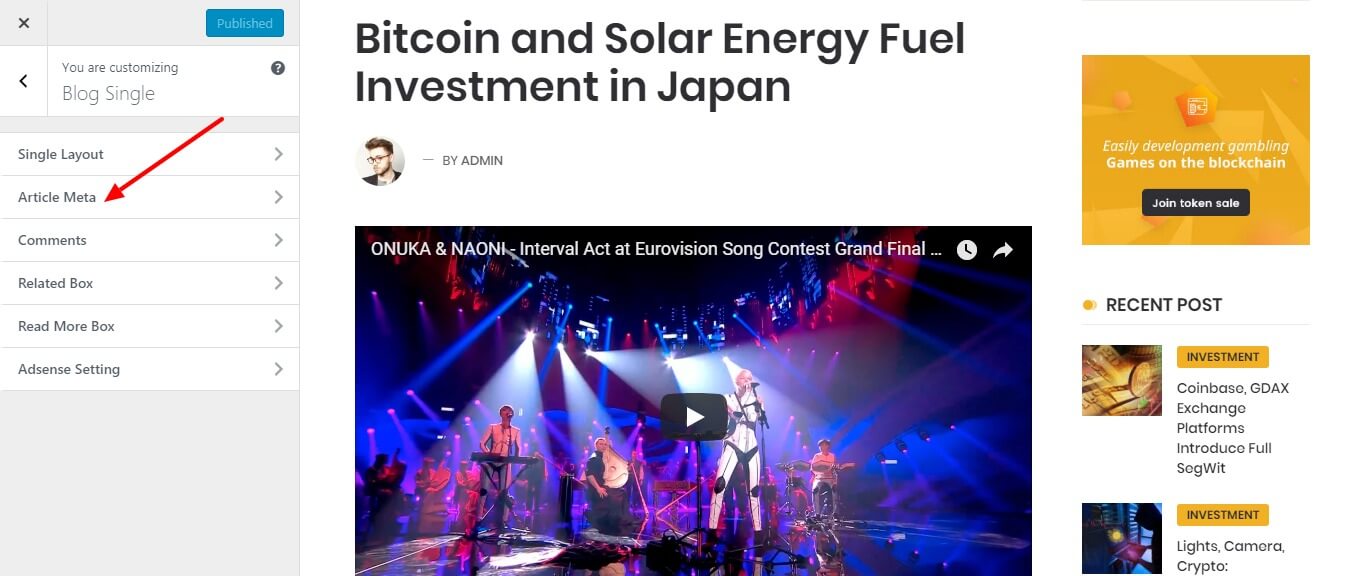 Published
You are customizing
Blog Single
Single Layout
Article Meta
Comments
Related Box
Read More Box
Adsense Setting
Bitcoin and Solar Energy Fuel
Investment in Japan
— BY ADMIN
ONUKA & NAONI - Interval Act at Eurovision Song Contest Grand Final ...
Easily development gambling
Games on the blockchain
Join token sale
RECENT POST
INVESTMENT
Coinbase, GDAX
Exchange
Platforms
Introduce Full
SegWit
INVESTMENT
Lights, Camera,
Crypto: